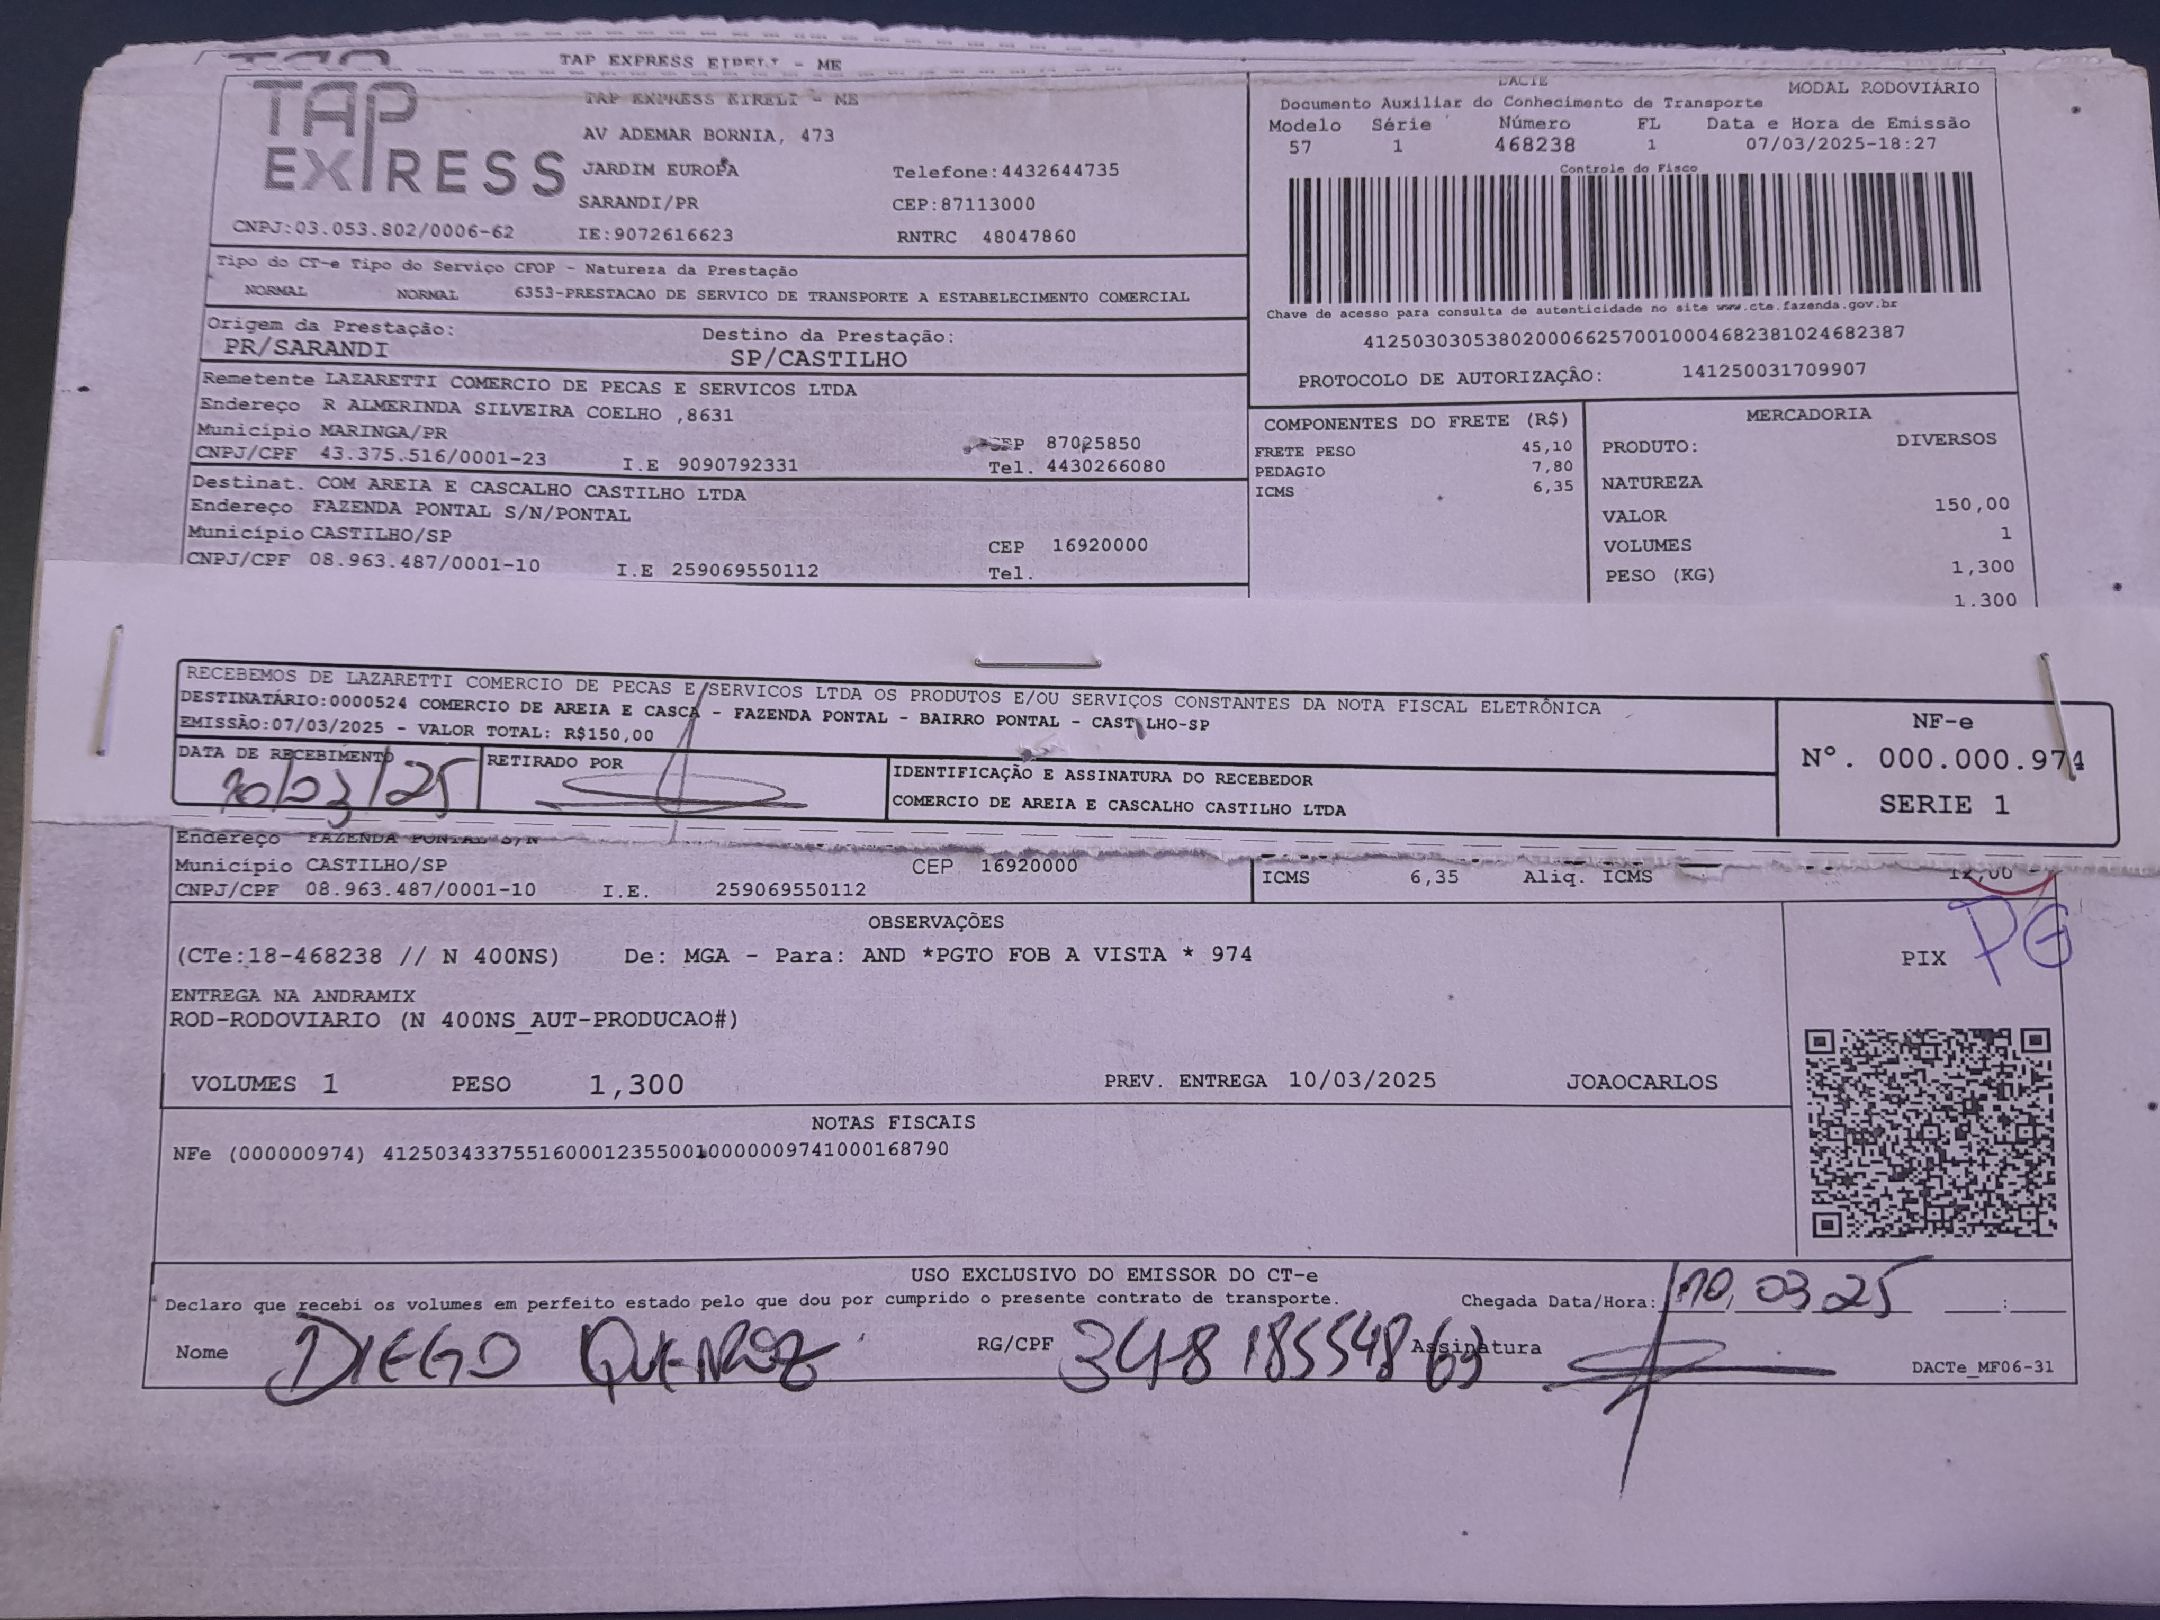 TAP EXPRESS EIRELI - ME
TAP EXPRESS
TAP EXPRESS EIRELI - ME
AV ADEMAR BORNIA, 473
JARDIM EUROPA Telefone:4432644735
SARANDI/PR CEP:87113000
CNPJ:03.053.802/0006-62 IE:9072616623 RNTRC 48047860
Tipo do CT-e Tipo do Serviço CFOP - Natureza da Prestação
NORMAL NORMAL 6353-PRESTACAO DE SERVICO DE TRANSPORTE A ESTABELECIMENTO COMERCIAL
Origem da Prestação: Destino da Prestação:
PR/SARANDI SP/CASTILHO
Remetente LAZARETTI COMERCIO DE PECAS E SERVICOS LTDA
Endereço R ALMERINDA SILVEIRA COELHO ,8631
Município MARINGA/PR CEP 87025850
CNPJ/CPF 43.375.516/0001-23 I.E 9090792331 Tel. 4430266080
Destinat. COM AREIA E CASCALHO CASTILHO LTDA
Endereço FAZENDA PONTAL S/N/PONTAL
Município CASTILHO/SP CEP 16920000
CNPJ/CPF 08.963.487/0001-10 I.E 259069550112 Tel.
DACTE MODAL RODOVIÁRIO
Documento Auxiliar do Conhecimento de Transporte
Modelo Série Número FL Data e Hora de Emissão
57 1 468238 1 07/03/2025-18:27
Controle do Fisco
Chave de acesso para consulta de autenticidade no site www.cte.fazenda.gov.br
41250303053802000662570010004682381024682387
PROTOCOLO DE AUTORIZAÇÃO: 141250031709907
COMPONENTES DO FRETE (R$)
FRETE PESO 45,10
PEDAGIO 7,80
ICMS 6,35
MERCADORIA
PRODUTO: DIVERSOS
NATUREZA
VALOR 150,00
VOLUMES 1
PESO (KG) 1,300
1,300
RECEBEMOS DE LAZARETTI COMERCIO DE PECAS E SERVICOS LTDA OS PRODUTOS E/OU SERVIÇOS CONSTANTES DA NOTA FISCAL ELETRÔNICA
DESTINATÁRIO:0000524 COMERCIO DE AREIA E CASCA - FAZENDA PONTAL - BAIRRO PONTAL - CASTILHO-SP
EMISSÃO:07/03/2025 - VALOR TOTAL: R$150,00
DATA DE RECEBIMENTO RETIRADO POR
10/03/25
IDENTIFICAÇÃO E ASSINATURA DO RECEBEDOR
COMERCIO DE AREIA E CASCALHO CASTILHO LTDA
NF-e
Nº. 000.000.974
SERIE 1
Endereço FAZENDA PONTAL S/N
Município CASTILHO/SP CEP 16920000
CNPJ/CPF 08.963.487/0001-10 I.E. 259069550112
ICMS 6,35 Aliq. ICMS 12,00
OBSERVAÇÕES
(CTe:18-468238 // N 400NS) De: MGA - Para: AND *PGTO FOB A VISTA * 974
ENTREGA NA ANDRAMIX
ROD-RODOVIARIO (N 400NS_AUT-PRODUCAO#)
VOLUMES 1 PESO 1,300 PREV. ENTREGA 10/03/2025 JOAOCARLOS
PIX PG
NOTAS FISCAIS
NFe (000000974) 41250343375516000123550010000009741000168790
USO EXCLUSIVO DO EMISSOR DO CT-e
Declaro que recebi os volumes em perfeito estado pelo que dou por cumprido o presente contrato de transporte. Chegada Data/Hora: 10, 03 25 :
Nome DIEGO QUEIROZ RG/CPF 34818554863 Assinatura
DACTe_MF06-31